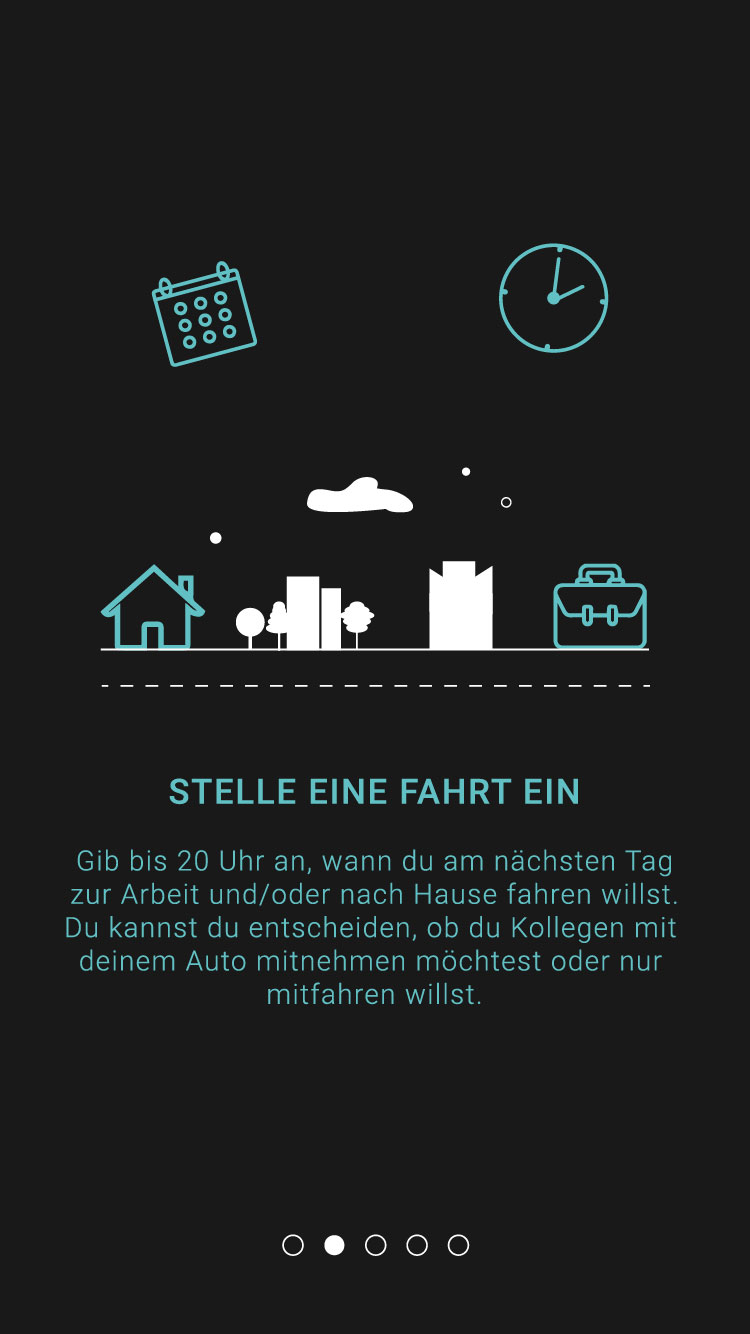 STELLE EINE FAHRT EIN
Gib bis 20 Uhr an, wann du am nächsten Tag
zur Arbeit und/oder nach Hause fahren willst.
Du kannst du entscheiden, ob du Kollegen mit
deinem Auto mitnehmen möchtest oder nur
mitfahren willst.